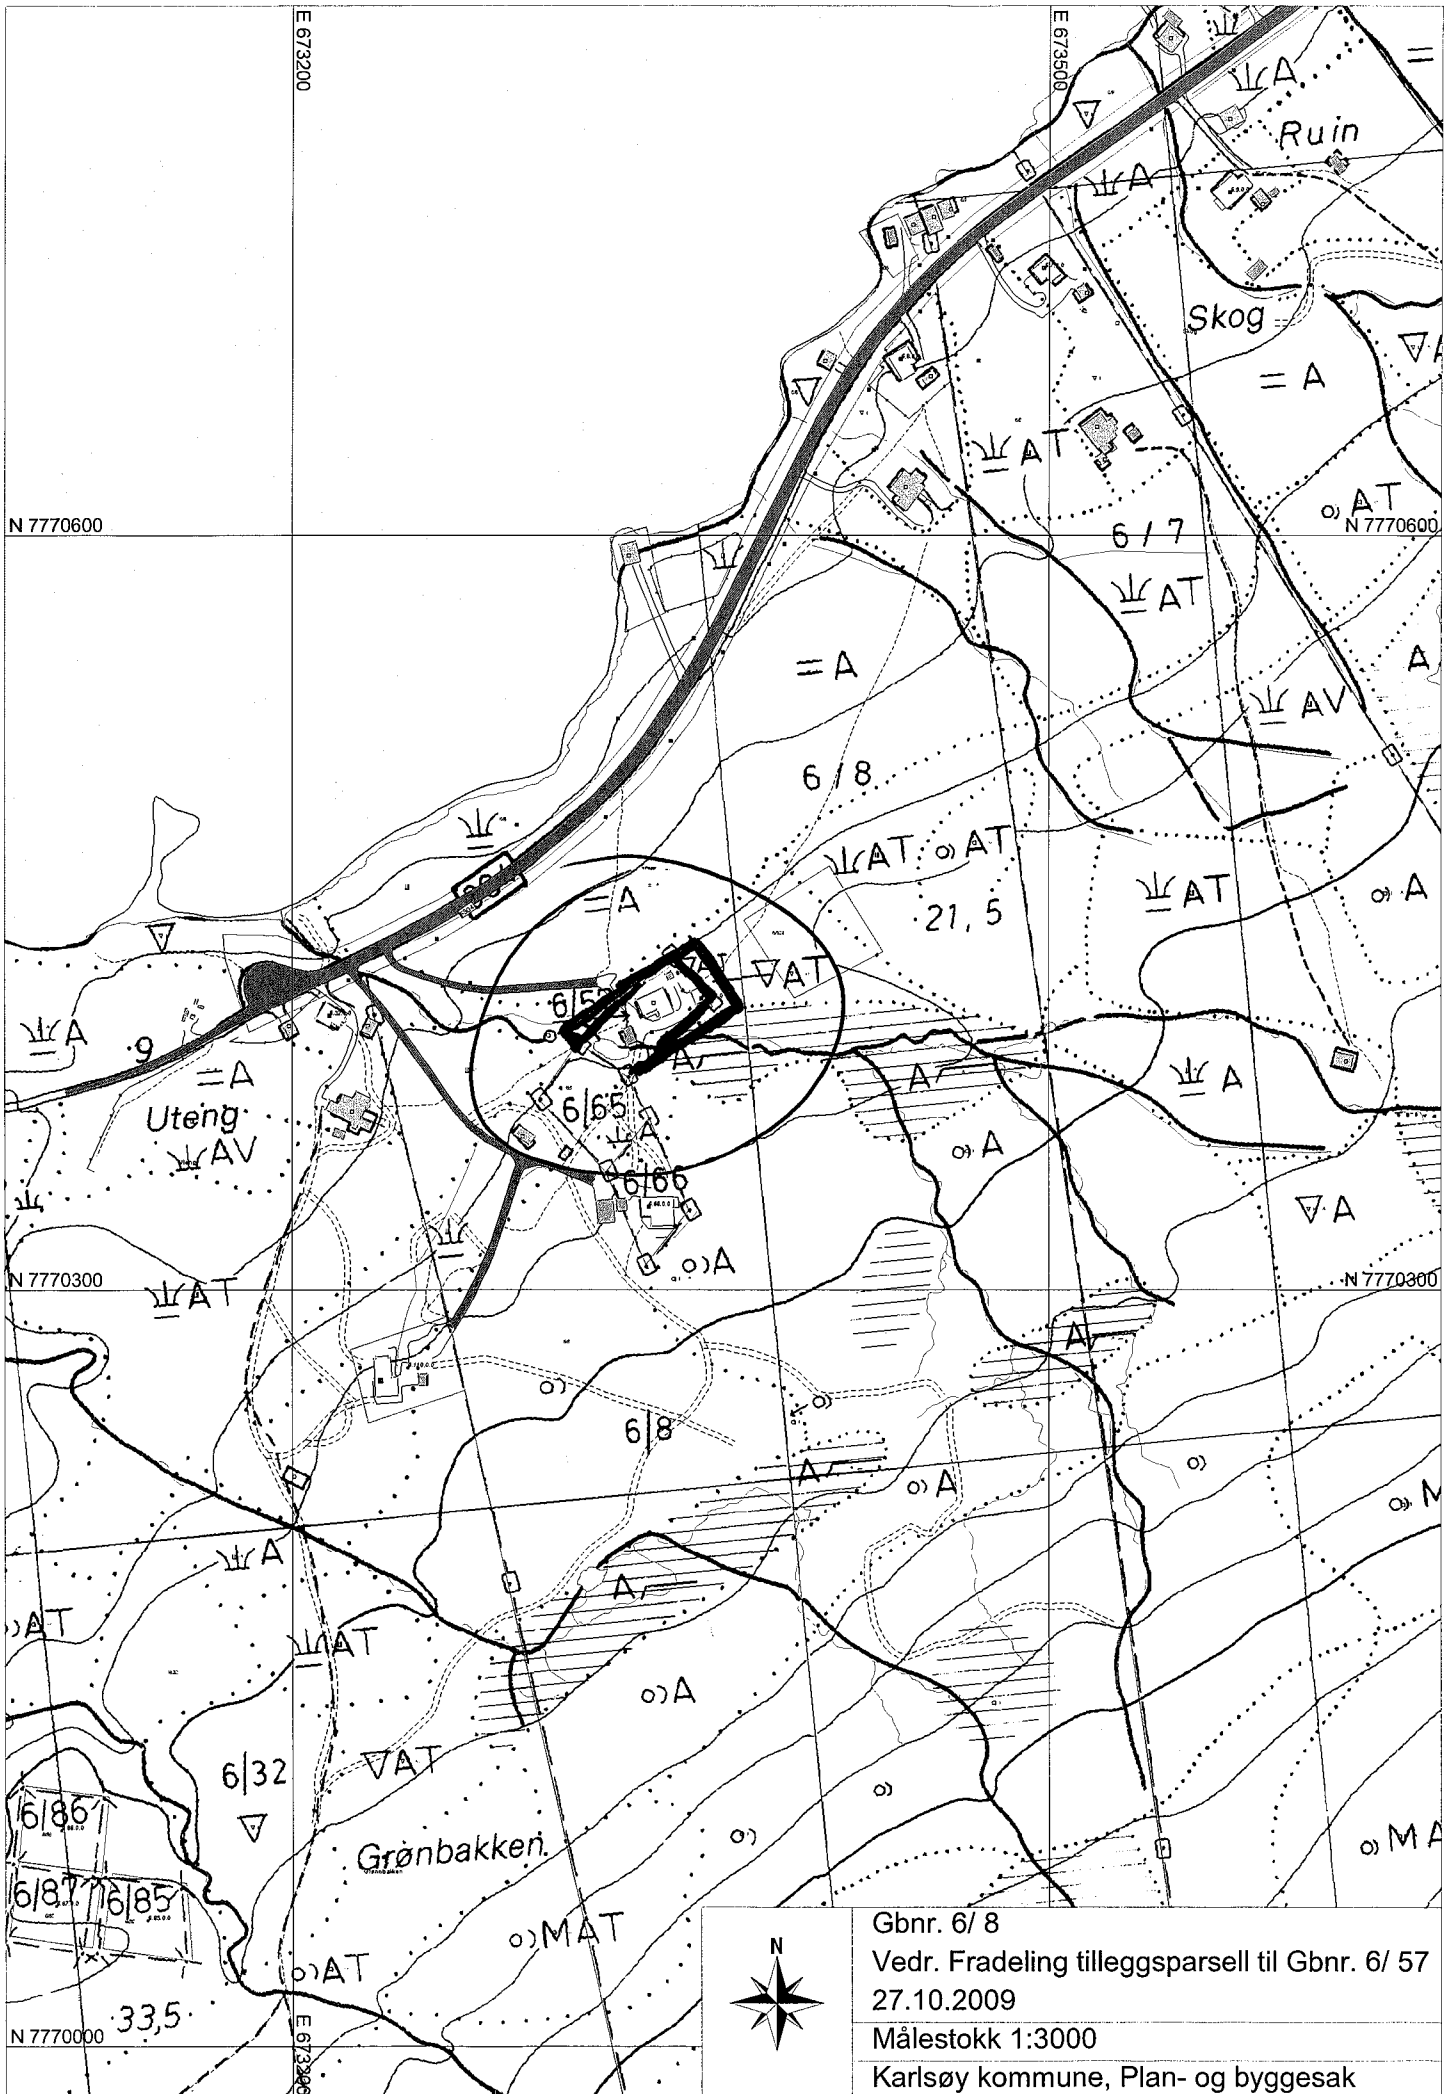 E 673200
E 673500
A
Ruin
A
Skog
A
= A
AT
AT
N 7770600
N 7770600
6 / 7
AT
= A
A
AV
6 / 8
AT
AT
AT
A
21, 5
= A
AT
AT
A
9
= A
6/57
A
A
A
Uteng
AV
6/65
A
A
6/66
A
A
N 7770300
N 7770300
AT
A
6/8
A
A
M
A
A
AT
AT
A
6/32
AT
6/86
Grønbakken
MA
6/87
6/85
MAT
AT
33,5
N 7770000
E 673200
N
Gbnr. 6/ 8
Vedr. Fradeling tilleggsparsell til Gbnr. 6/ 57
27.10.2009
Målestokk 1:3000
Karlsøy kommune, Plan- og byggesak